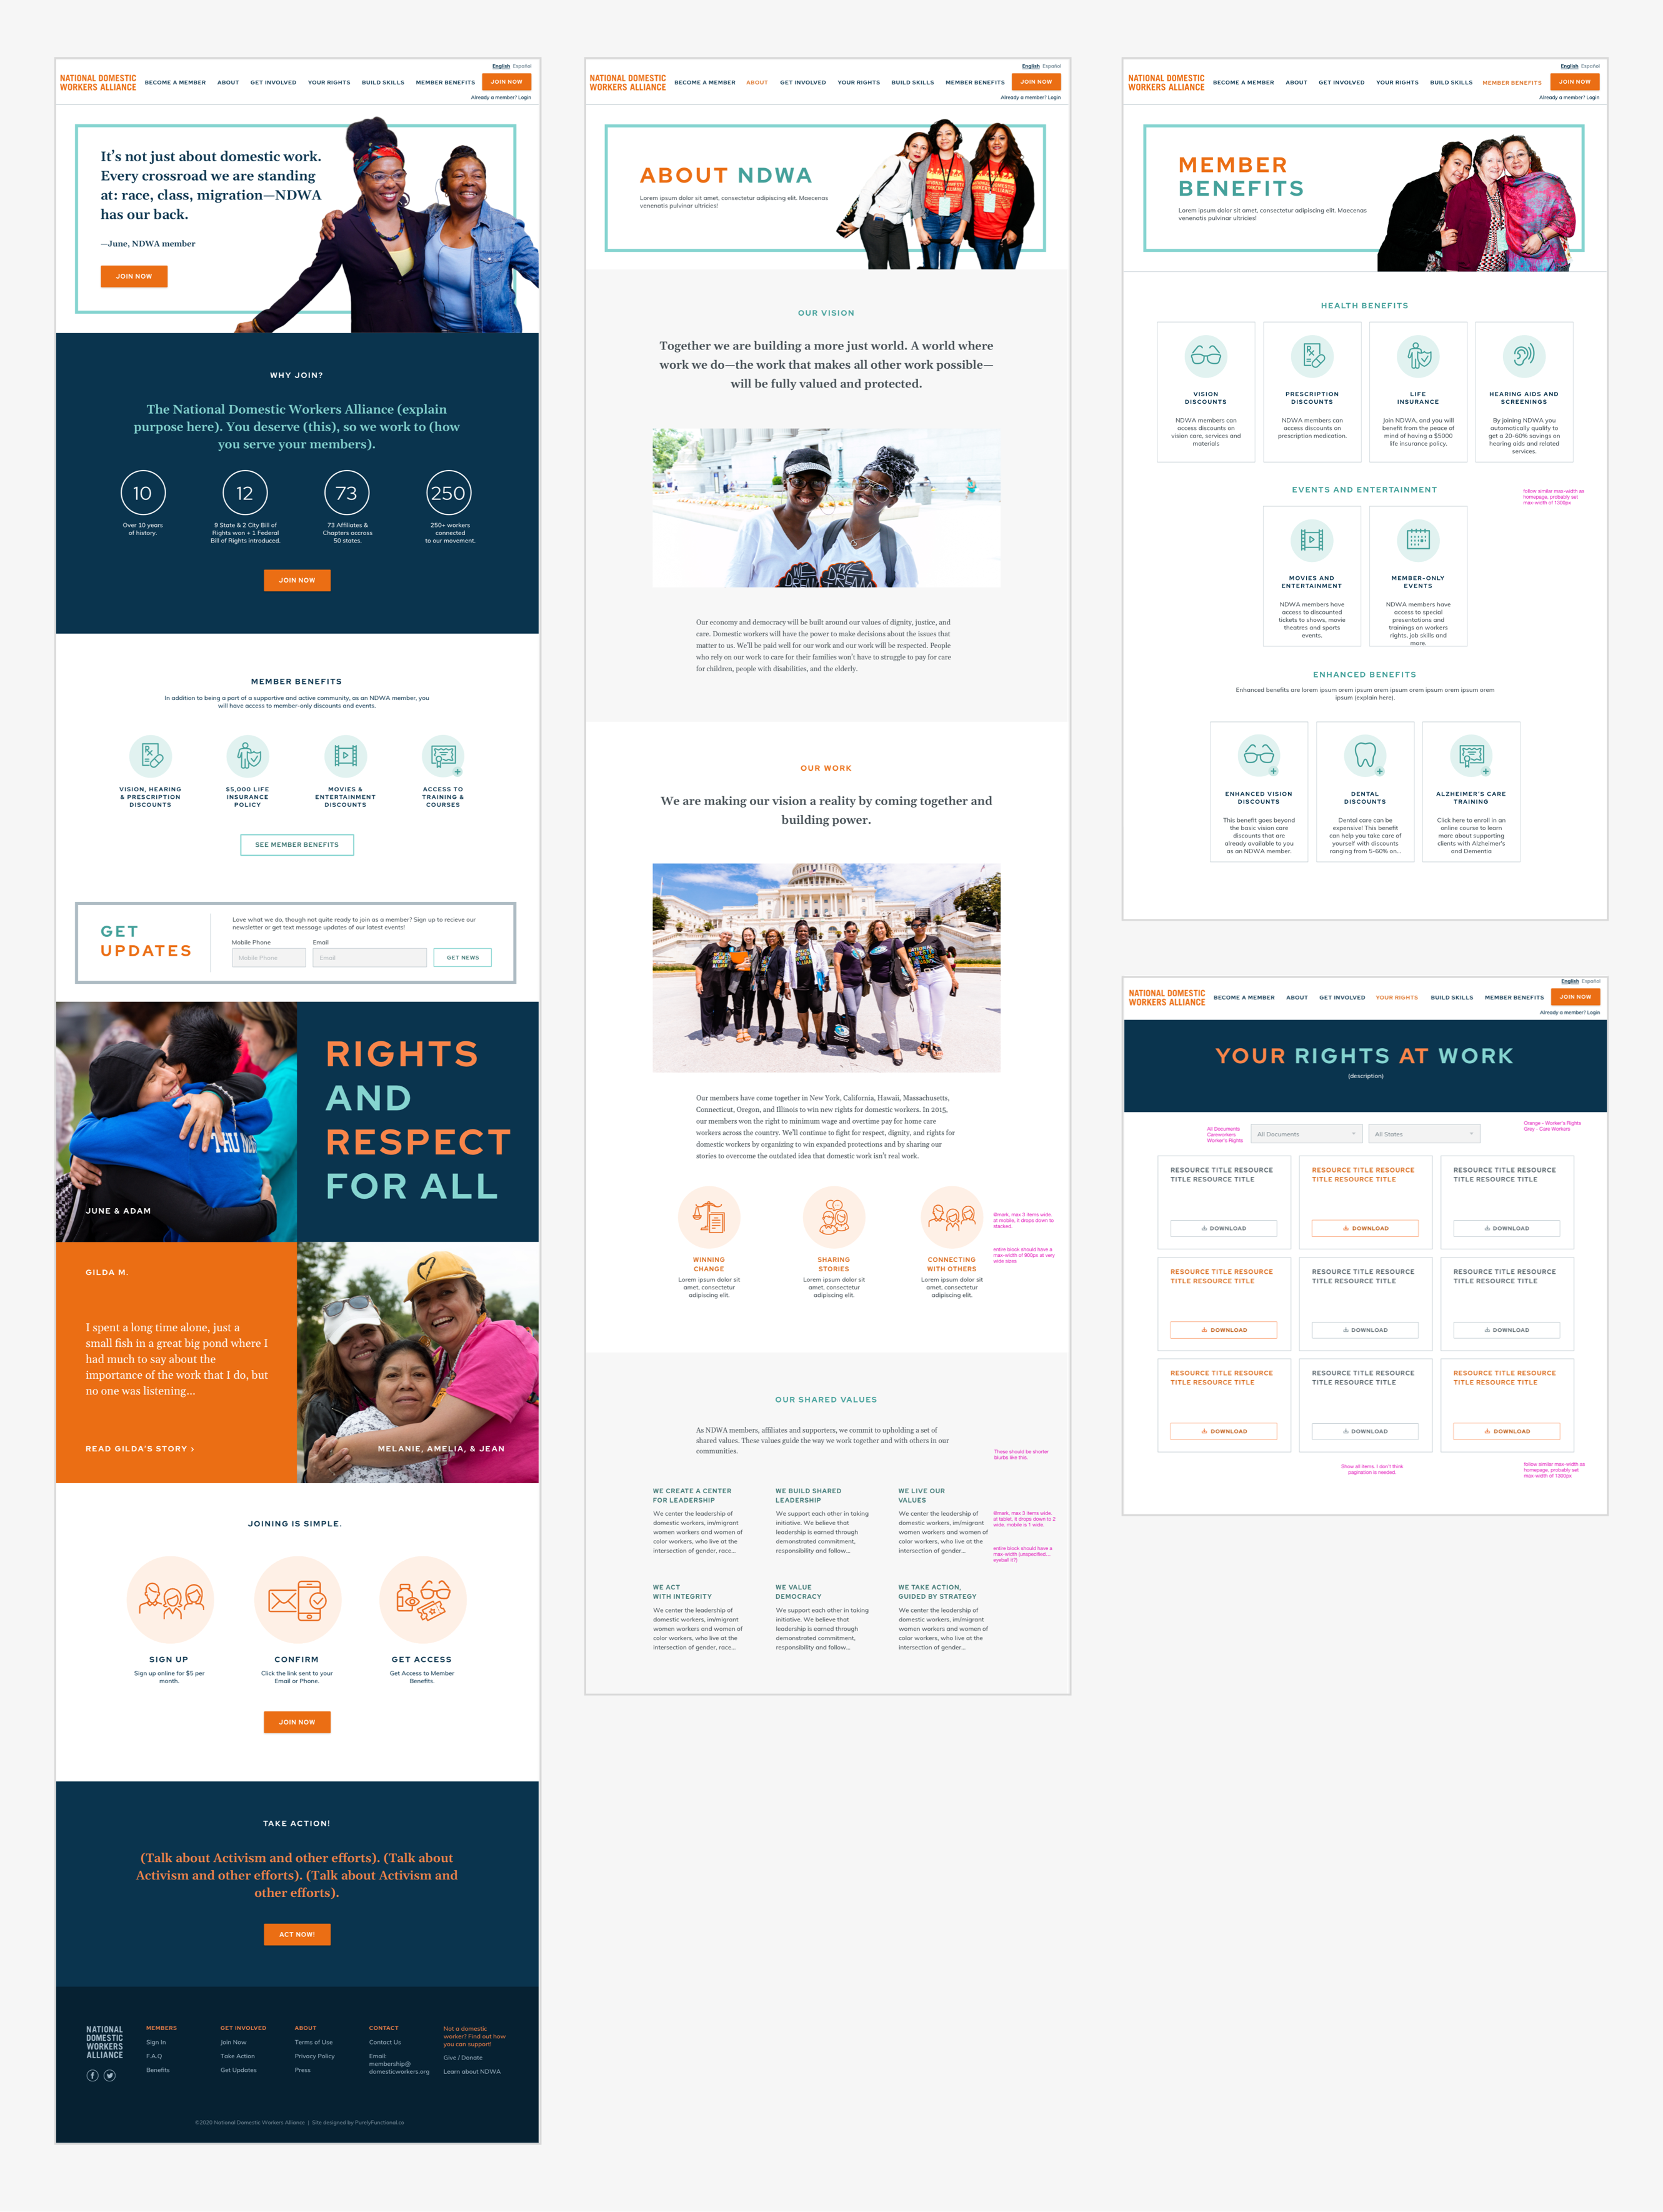 English Español
NATIONAL DOMESTIC
WORKERS ALLIANCE
BECOME A MEMBER ABOUT GET INVOLVED YOUR RIGHTS BUILD SKILLS MEMBER BENEFITS JOIN NOW
Already a member? Login
It's not just about domestic work.
Every crossroad we are standing
at: race, class, migration—NDWA
has our back.
—June, NDWA member
JOIN NOW
WHY JOIN?
The National Domestic Workers Alliance (explain
purpose here). You deserve (this), so we work to (how
you serve your members).
10
Over 10 years
of history.
12
9 State & 2 City Bill of
Rights won + 1 Federal
Bill of Rights introduced.
73
73 Affiliates &
Chapters accross
50 states.
250
250+ workers
connected
to our movement.
JOIN NOW
MEMBER BENEFITS
In addition to being a part of a supportive and active community, as an NDWA member, you
will have access to member-only discounts and events.
VISION, HEARING
& PRESCRIPTION
DISCOUNTS
$5,000 LIFE
INSURANCE
POLICY
MOVIES &
ENTERTAINMENT
DISCOUNTS
ACCESS TO
TRAINING &
COURSES
SEE MEMBER BENEFITS
GET
UPDATES
Love what we do, though not quite ready to join as a member? Sign up to recieve our
newsletter or get text message updates of our latest events!
Mobile Phone Email
Mobile Phone Email GET NEWS
JUNE & ADAM
RIGHTS
AND
RESPECT
FOR ALL
GILDA M.
I spent a long time alone, just a
small fish in a great big pond where I
had much to say about the
importance of the work that I do, but
no one was listening...
READ GILDA'S STORY ›
MELANIE, AMELIA, & JEAN
JOINING IS SIMPLE.
SIGN UP
Sign up online for $5 per
month.
CONFIRM
Click the link sent to your
Email or Phone.
GET ACCESS
Get Access to Member
Benefits.
JOIN NOW
TAKE ACTION!
(Talk about Activism and other efforts). (Talk about
Activism and other efforts). (Talk about Activism and
other efforts).
ACT NOW!
NATIONAL
DOMESTIC
WORKERS
ALLIANCE
MEMBERS
Sign In
F.A.Q
Benefits
GET INVOLVED
Join Now
Take Action
Get Updates
ABOUT
Terms of Use
Privacy Policy
Press
CONTACT
Contact Us
Email:
membership@
domesticworkers.org
Not a domestic
worker? Find out how
you can support!
Give / Donate
Learn about NDWA
©2020 National Domestic Workers Alliance | Site designed by PurelyFunctional.co
English Español
NATIONAL DOMESTIC
WORKERS ALLIANCE
BECOME A MEMBER ABOUT GET INVOLVED YOUR RIGHTS BUILD SKILLS MEMBER BENEFITS JOIN NOW
Already a member? Login
ABOUT NDWA
Lorem ipsum dolor sit amet, consectetur adipiscing elit. Maecenas
venenatis pulvinar ultricies!
OUR VISION
Together we are building a more just world. A world where
work we do—the work that makes all other work possible—
will be fully valued and protected.
Our economy and democracy will be built around our values of dignity, justice, and
care. Domestic workers will have the power to make decisions about the issues that
matter to us. We'll be paid well for our work and our work will be respected. People
who rely on our work to care for their families won't have to struggle to pay for care
for children, people with disabilities, and the elderly.
OUR WORK
We are making our vision a reality by coming together and
building power.
Our members have come together in New York, California, Hawaii, Massachusetts,
Connecticut, Oregon, and Illinois to win new rights for domestic workers. In 2015,
our members won the right to minimum wage and overtime pay for home care
workers across the country. We'll continue to fight for respect, dignity, and rights for
domestic workers by organizing to win expanded protections and by sharing our
stories to overcome the outdated idea that domestic work isn't real work.
WINNING
CHANGE
Lorem ipsum dolor sit
amet, consectetur
adipiscing elit.
SHARING
STORIES
Lorem ipsum dolor sit
amet, consectetur
adipiscing elit.
CONNECTING
WITH OTHERS
Lorem ipsum dolor sit
amet, consectetur
adipiscing elit.
@mark, max 3 items wide.
at mobile, it drops down to
stacked.
entire block should have a
max-width of 900px at very
wide sizes
OUR SHARED VALUES
As NDWA members, affiliates and supporters, we commit to upholding a set of
shared values. These values guide the way we work together and with others in our
communities.
These should be shorter
blurbs like this.
WE CREATE A CENTER
FOR LEADERSHIP
We center the leadership of
domestic workers, im/migrant
women workers and women of
color workers, who live at the
intersection of gender, race...
WE BUILD SHARED
LEADERSHIP
We support each other in taking
initiative. We believe that
leadership is earned through
demonstrated commitment,
responsibility and follow...
WE LIVE OUR
VALUES
We center the leadership of
domestic workers, im/migrant
women workers and women of
color workers, who live at the
intersection of gender...
@mark, max 3 items wide.
at tablet, it drops down to 2
wide. mobile is 1 wide.
entire block should have a
max-width (unspecified...
eyeball it?)
WE ACT
WITH INTEGRITY
We center the leadership of
domestic workers, im/migrant
women workers and women of
color workers, who live at the
intersection of gender, race...
WE VALUE
DEMOCRACY
We support each other in taking
initiative. We believe that
leadership is earned through
demonstrated commitment,
responsibility and follow...
WE TAKE ACTION,
GUIDED BY STRATEGY
We center the leadership of
domestic workers, im/migrant
women workers and women of
color workers, who live at the
intersection of gender...
English Español
NATIONAL DOMESTIC
WORKERS ALLIANCE
BECOME A MEMBER ABOUT GET INVOLVED YOUR RIGHTS BUILD SKILLS MEMBER BENEFITS JOIN NOW
Already a member? Login
MEMBER
BENEFITS
Lorem ipsum dolor sit amet, consectetur adipiscing elit. Maecenas
venenatis pulvinar ultricies!
HEALTH BENEFITS
VISION
DISCOUNTS
NDWA members can
access discounts on
vision care, services and
materials
PRESCRIPTION
DISCOUNTS
NDWA members can
access discounts on
prescription medication.
LIFE
INSURANCE
Join NDWA, and you will
benefit from the peace of
mind of having a $5000
life insurance policy.
HEARING AIDS AND
SCREENINGS
By joining NDWA you
automatically qualify to
get a 20-60% savings on
hearing aids and related
services.
EVENTS AND ENTERTAINMENT
follow similar max-width as
homepage, probably set
max-width of 1300px
MOVIES AND
ENTERTAINMENT
NDWA members have
access to discounted
tickets to shows, movie
theatres and sports
events.
MEMBER-ONLY
EVENTS
NDWA members have
access to special
presentations and
trainings on workers
rights, job skills and
more.
ENHANCED BENEFITS
Enhanced benefits are lorem ipsum orem ipsum orem ipsum orem ipsum orem ipsum orem
ipsum (explain here).
ENHANCED VISION
DISCOUNTS
This benefit goes beyond
the basic vision care
discounts that are
already available to you
as an NDWA member.
DENTAL
DISCOUNTS
Dental care can be
expensive! This benefit
can help you take care of
yourself with discounts
ranging from 5-60% on...
ALZHEIMER'S CARE
TRAINING
Click here to enroll in an
online course to learn
more about supporting
clients with Alzheimer's
and Dementia
English Español
NATIONAL DOMESTIC
WORKERS ALLIANCE
BECOME A MEMBER ABOUT GET INVOLVED YOUR RIGHTS BUILD SKILLS MEMBER BENEFITS JOIN NOW
Already a member? Login
YOUR RIGHTS AT WORK
(description)
All Documents
Careworkers
Worker's Rights
All Documents
All States
Orange - Worker's Rights
Grey - Care Workers
RESOURCE TITLE RESOURCE
TITLE RESOURCE TITLE
DOWNLOAD
RESOURCE TITLE RESOURCE
TITLE RESOURCE TITLE
DOWNLOAD
RESOURCE TITLE RESOURCE
TITLE RESOURCE TITLE
DOWNLOAD
RESOURCE TITLE RESOURCE
TITLE RESOURCE TITLE
DOWNLOAD
RESOURCE TITLE RESOURCE
TITLE RESOURCE TITLE
DOWNLOAD
RESOURCE TITLE RESOURCE
TITLE RESOURCE TITLE
DOWNLOAD
RESOURCE TITLE RESOURCE
TITLE RESOURCE TITLE
DOWNLOAD
RESOURCE TITLE RESOURCE
TITLE RESOURCE TITLE
DOWNLOAD
RESOURCE TITLE RESOURCE
TITLE RESOURCE TITLE
DOWNLOAD
Show all items, I don't think
pagination is needed.
follow similar max-width as
homepage, probably set
max-width of 1300px